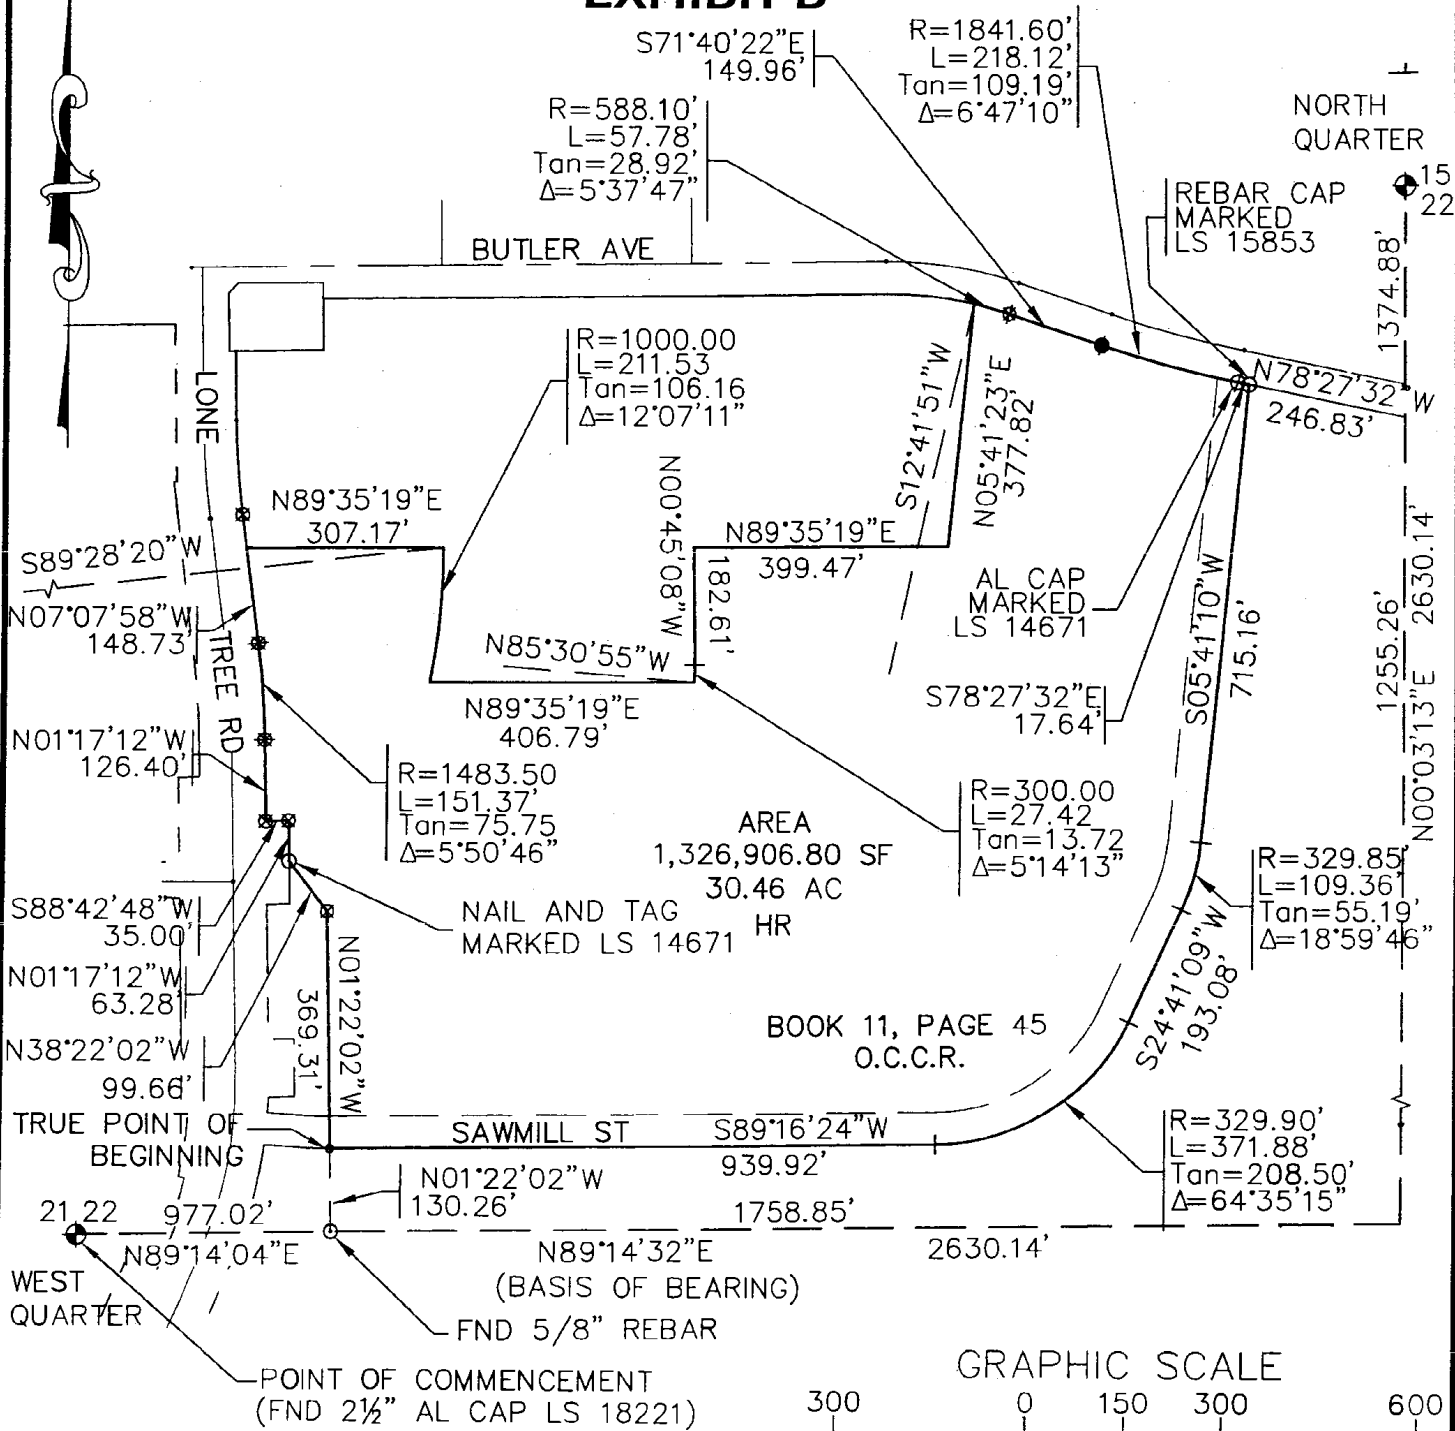 EXHIBIT B
S71°40'22"E
149.96'
R=1841.60'
L=218.12'
Tan=109.19'
Δ=6°47'10"
R=588.10'
L=57.78'
Tan=28.92'
Δ=5°37'47"
NORTH
QUARTER
15
22
REBAR CAP
MARKED
LS 15853
BUTLER AVE
1374.88'
R=1000.00
L=211.53
Tan=106.16
Δ=12°07'11"
LONE
TREE RD
S12°41'51"W
N05°41'23"E
377.82'
N78°27'32"W
246.83'
N89°35'19"E
307.17'
N00°45'08"W
182.61'
N89°35'19"E
399.47'
S89°28'20"W
N07°07'58"W
148.73'
AL CAP
MARKED
LS 14671
S05°41'10"W
715.16'
1255.26'
2630.14'
N00°03'13"E
N85°30'55"W
N89°35'19"E
406.79'
S78°27'32"E
17.64'
N01°17'12"W
126.40'
R=1483.50
L=151.37'
Tan=75.75
Δ=5°50'46"
AREA
1,326,906.80 SF
30.46 AC
HR
R=300.00
L=27.42
Tan=13.72
Δ=5°14'13"
R=329.85'
L=109.36'
Tan=55.19'
Δ=18°59'46"
S88°42'48"W
35.00'
NAIL AND TAG
MARKED LS 14671
N01°17'12"W
63.28'
N01°22'02"W
369.31'
S24°41'09"W
193.08'
BOOK 11, PAGE 45
O.C.C.R.
N38°22'02"W
99.66'
TRUE POINT OF
BEGINNING
SAWMILL ST
S89°16'24"W
939.92'
R=329.90'
L=371.88'
Tan=208.50'
Δ=64°35'15"
N01°22'02"W
130.26'
21 22
977.02'
1758.85'
N89°14'04"E
N89°14'32"E
2630.14'
(BASIS OF BEARING)
WEST
QUARTER
FND 5/8" REBAR
POINT OF COMMENCEMENT
(FND 2½" AL CAP LS 18221)
GRAPHIC SCALE
300 0 150 300 600